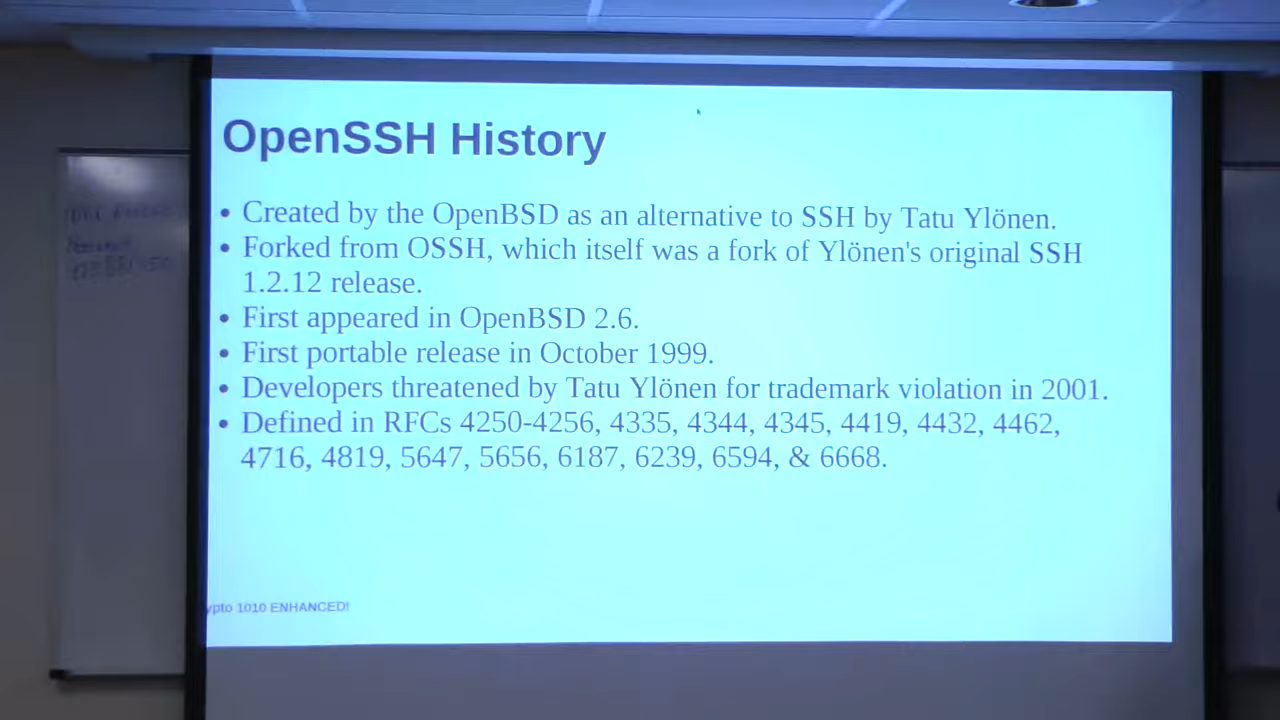 OpenSSH History
• Created by the OpenBSD as an alternative to SSH by Tatu Ylönen.
• Forked from OSSH, which itself was a fork of Ylönen's original SSH
1.2.12 release.
• First appeared in OpenBSD 2.6.
• First portable release in October 1999.
• Developers threatened by Tatu Ylönen for trademark violation in 2001.
• Defined in RFCs 4250-4256, 4335, 4344, 4345, 4419, 4432, 4462,
4716, 4819, 5647, 5656, 6187, 6239, 6594, & 6668.
ypto 1010 ENHANCED!